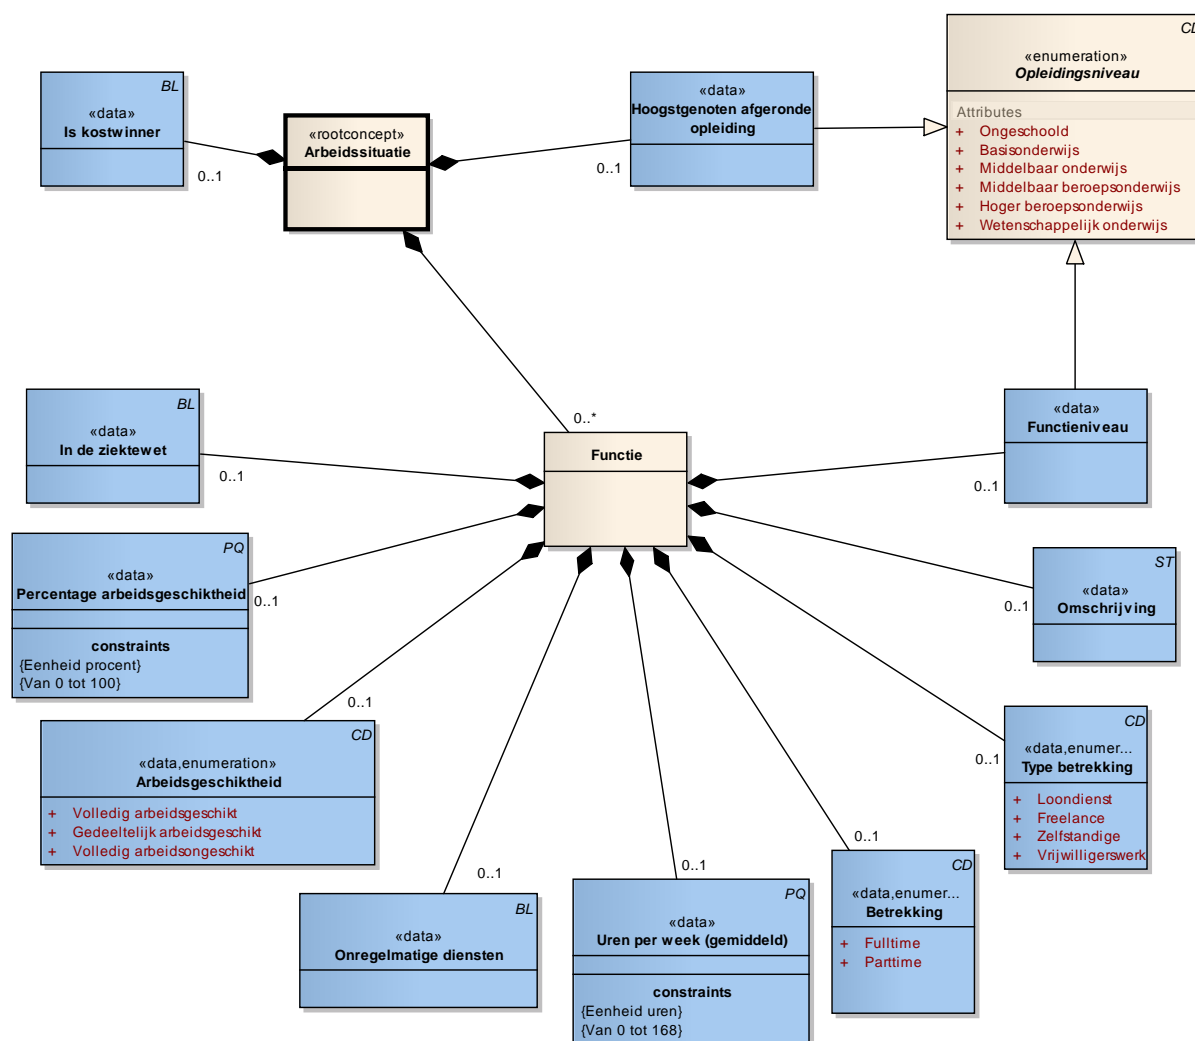 BL
«data»
Is kostwinner
0..1
«rootconcept»
Arbeidssituatie
«data»
Hoogstgenoten afgeronde
opleiding
0..1
CD
«enumeration»
Opleidingsniveau
Attributes
+ Ongeschoold
+ Basisonderwijs
+ Middelbaar onderwijs
+ Middelbaar beroepsonderwijs
+ Hoger beroepsonderwijs
+ Wetenschappelijk onderwijs
BL
«data»
In de ziektewet
0..1
0..*
Functie
«data»
Functieniveau
0..1
PQ
«data»
Percentage arbeidsgeschiktheid
constraints
{Eenheid procent}
{Van 0 tot 100}
0..1
ST
«data»
Omschrijving
0..1
CD
«data,enumeration»
Arbeidsgeschiktheid
+ Volledig arbeidsgeschikt
+ Gedeeltelijk arbeidsgeschikt
+ Volledig arbeidsongeschikt
0..1
CD
«data,enumer...
Type betrekking
+ Loondienst
+ Freelance
+ Zelfstandige
+ Vrijwilligerswerk
0..1
BL
«data»
Onregelmatige diensten
0..1
PQ
«data»
Uren per week (gemiddeld)
constraints
{Eenheid uren}
{Van 0 tot 168}
0..1
CD
«data,enumer...
Betrekking
+ Fulltime
+ Parttime
0..1